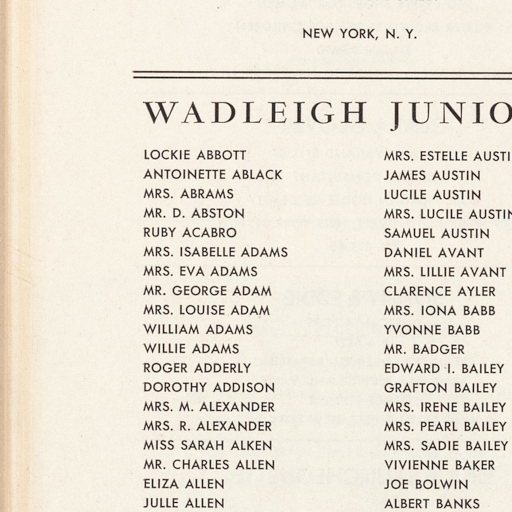 NEW YORK, N. Y.
WADLEIGH JUNIO
LOCKIE ABBOTT
ANTOINETTE ABLACK
MRS. ABRAMS
MR. D. ABSTON
RUBY ACABRO
MRS. ISABELLE ADAMS
MRS. EVA ADAMS
MR. GEORGE ADAM
MRS. LOUISE ADAM
WILLIAM ADAMS
WILLIE ADAMS
ROGER ADDERLY
DOROTHY ADDISON
MRS. M. ALEXANDER
MRS. R. ALEXANDER
MISS SARAH ALKEN
MR. CHARLES ALLEN
ELIZA ALLEN
JULLE ALLEN
MRS. ESTELLE AUSTI
JAMES AUSTIN
LUCILE AUSTIN
MRS. LUCILE AUSTIN
SAMUEL AUSTIN
DANIEL AVANT
MRS. LILLIE AVANT
CLARENCE AYLER
MRS. IONA BABB
YVONNE BABB
MR. BADGER
EDWARD I. BAILEY
GRAFTON BAILEY
MRS. IRENE BAILEY
MRS. PEARL BAILEY
MRS. SADIE BAILEY
VIVIENNE BAKER
JOE BOLWIN
ALBERT BANKS